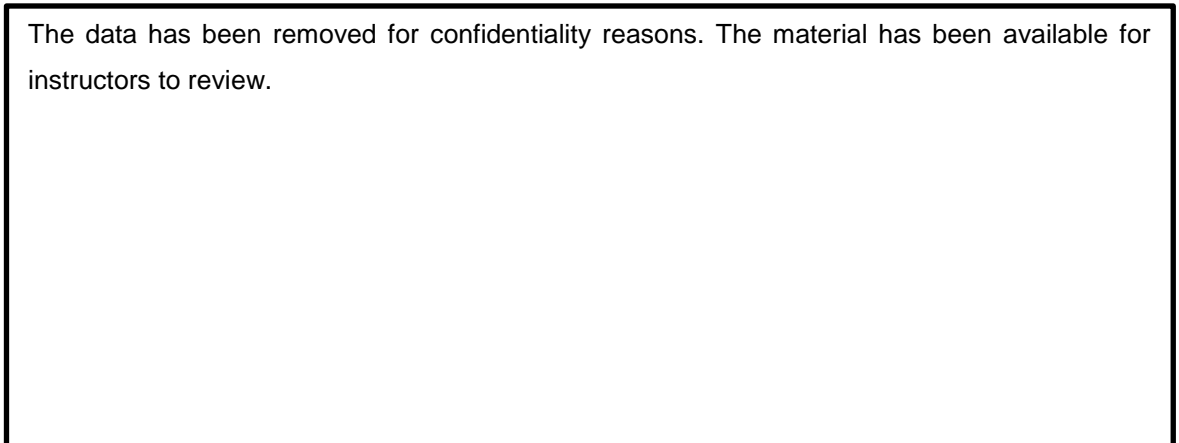 The data has been removed for confidentiality reasons. The material has been available for
instructors to review.